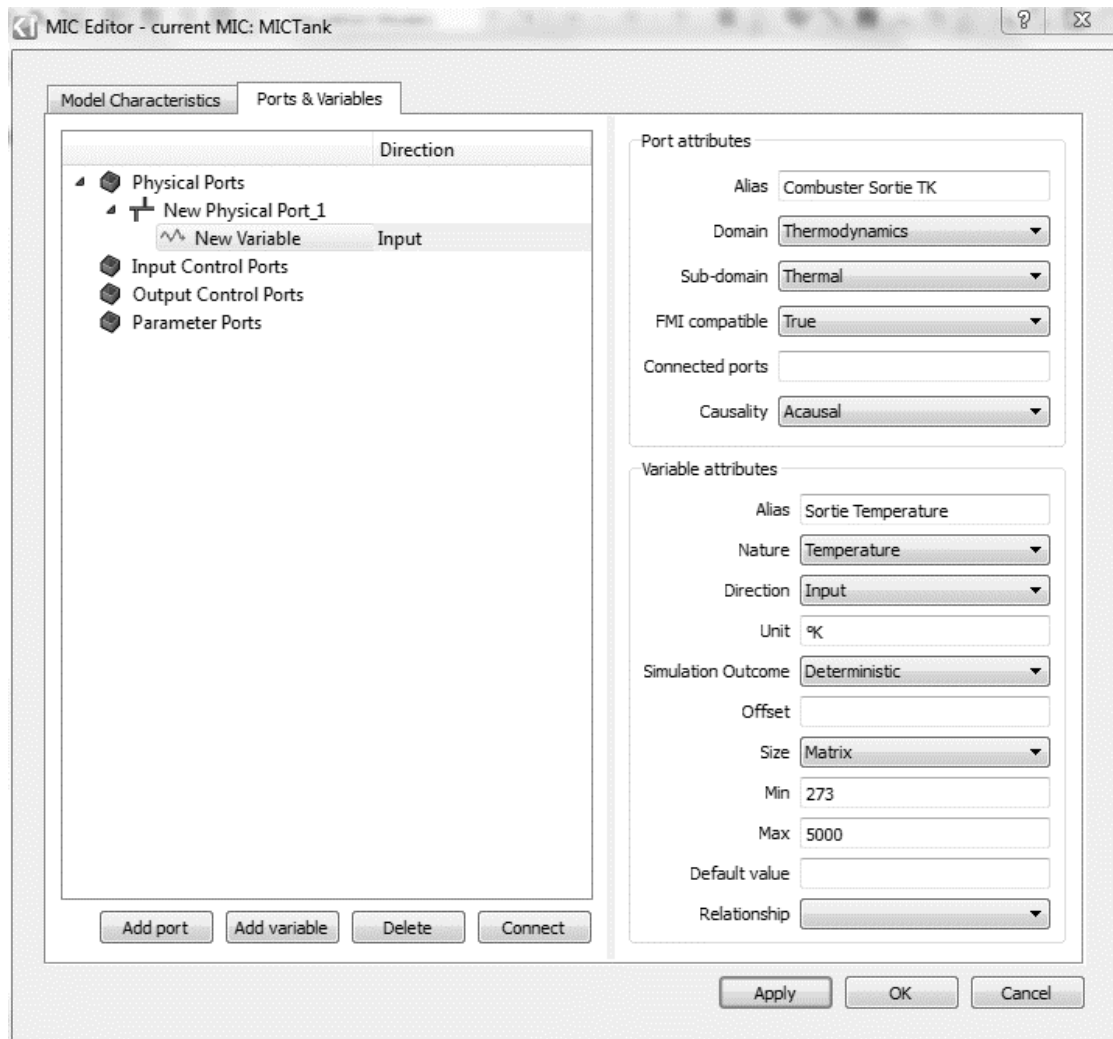 MIC Editor - current MIC: MICTank
?
Model Characteristics
Ports & Variables
Direction
Physical Ports
New Physical Port_1
New Variable Input
Input Control Ports
Output Control Ports
Parameter Ports
Add port Add variable Delete Connect
Port attributes
Alias Combuster Sortie TK
Domain Thermodynamics
Sub-domain Thermal
FMI compatible True
Connected ports
Causality Acausal
Variable attributes
Alias Sortie Temperature
Nature Temperature
Direction Input
Unit ºK
Simulation Outcome Deterministic
Offset
Size Matrix
Min 273
Max 5000
Default value
Relationship
Apply OK Cancel